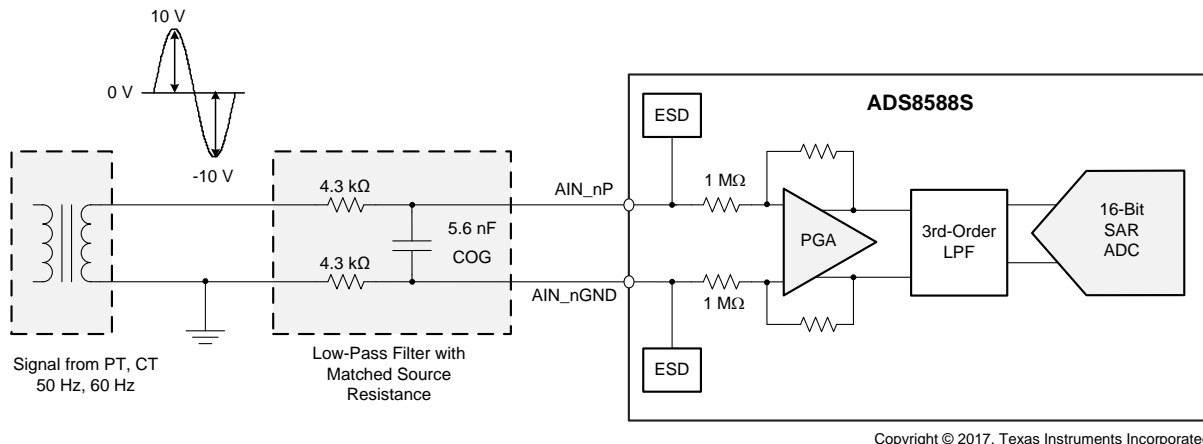 10 V
0 V
-10 V
Signal from PT, CT
50 Hz, 60 Hz
4.3 kΩ
5.6 nF
COG
4.3 kΩ
Low-Pass Filter with
Matched Source
Resistance
AIN_nP
AIN_nGND
ADS8588S
ESD
1 MΩ
PGA
1 MΩ
ESD
3rd-Order
LPF
16-Bit
SAR
ADC
Copyright © 2017, Texas Instruments Incorporate